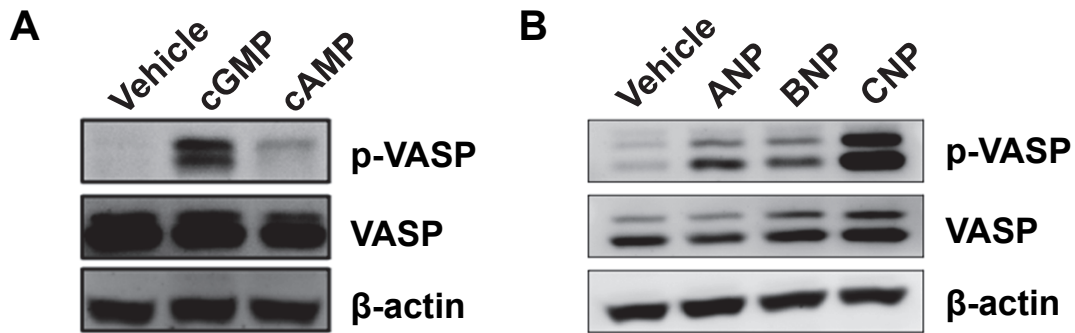 A
Vehicle
cGMP
cAMP
p-VASP
VASP
β-actin
B
Vehicle
ANP
BNP
CNP
p-VASP
VASP
β-actin